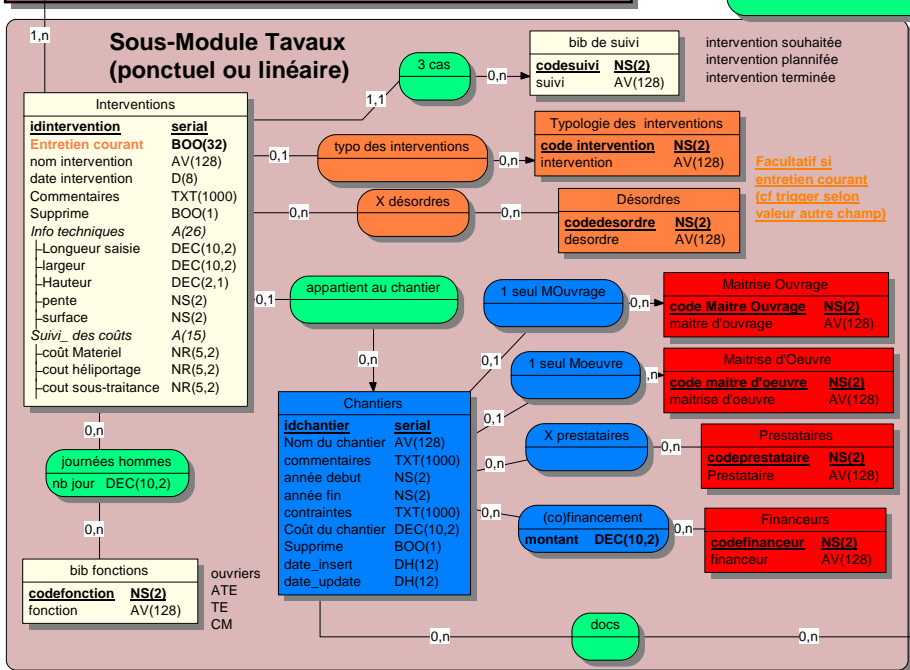 1,n
Sous-Module Tavaux
(ponctuel ou linéaire)
3 cas
1,1
0,n
bib de suivi
codesuivi NS(2)
suivi AV(128)
intervention souhaitée
intervention plannifée
intervention terminée
Interventions
idintervention serial
Entretien courant BOO(32)
nom intervention AV(128)
date intervention D(8)
Commentaires TXT(1000)
Supprime BOO(1)
Info techniques A(26)
Longueur saisie DEC(10,2)
largeur DEC(10,2)
Hauteur DEC(2,1)
pente NS(2)
surface NS(2)
Suivi_ des coûts A(15)
coût Materiel NR(5,2)
cout héliportage NR(5,2)
cout sous-traitance NR(5,2)
0,1
typo des interventions
0,n
Typologie des interventions
code intervention NS(2)
intervention AV(128)
Facultatif si
entretien courant
(cf trigger selon
valeur autre champ)
0,n
X désordres
0,n
Désordres
codedesordre NS(2)
desordre AV(128)
0,1
appartient au chantier
0,n
1 seul MOuvrage
0,1
0,n
Maitrise Ouvrage
code Maitre Ouvrage NS(2)
maitre d'ouvrage AV(128)
1 seul Moeuvre
0,1
,n
Maitrise d'Oeuvre
code maitre d'oeuvre NS(2)
maitrise d'oeuvre AV(128)
Chantiers
idchantier serial
Nom du chantier AV(128)
commentaires TXT(1000)
année debut NS(2)
année fin NS(2)
contraintes TXT(1000)
Coût du chantier DEC(10,2)
Supprime BOO(1)
date_insert DH(12)
date_update DH(12)
X prestataires
0,n
0,n
Prestataires
codeprestataire NS(2)
Prestataire AV(128)
0,n
(co)financement
montant DEC(10,2)
0,n
Financeurs
codefinanceur NS(2)
financeur AV(128)
0,n
journées hommes
nb jour DEC(10,2)
0,n
bib fonctions
codefonction NS(2)
fonction AV(128)
ouvriers
ATE
TE
CM
0,n
docs
0,n